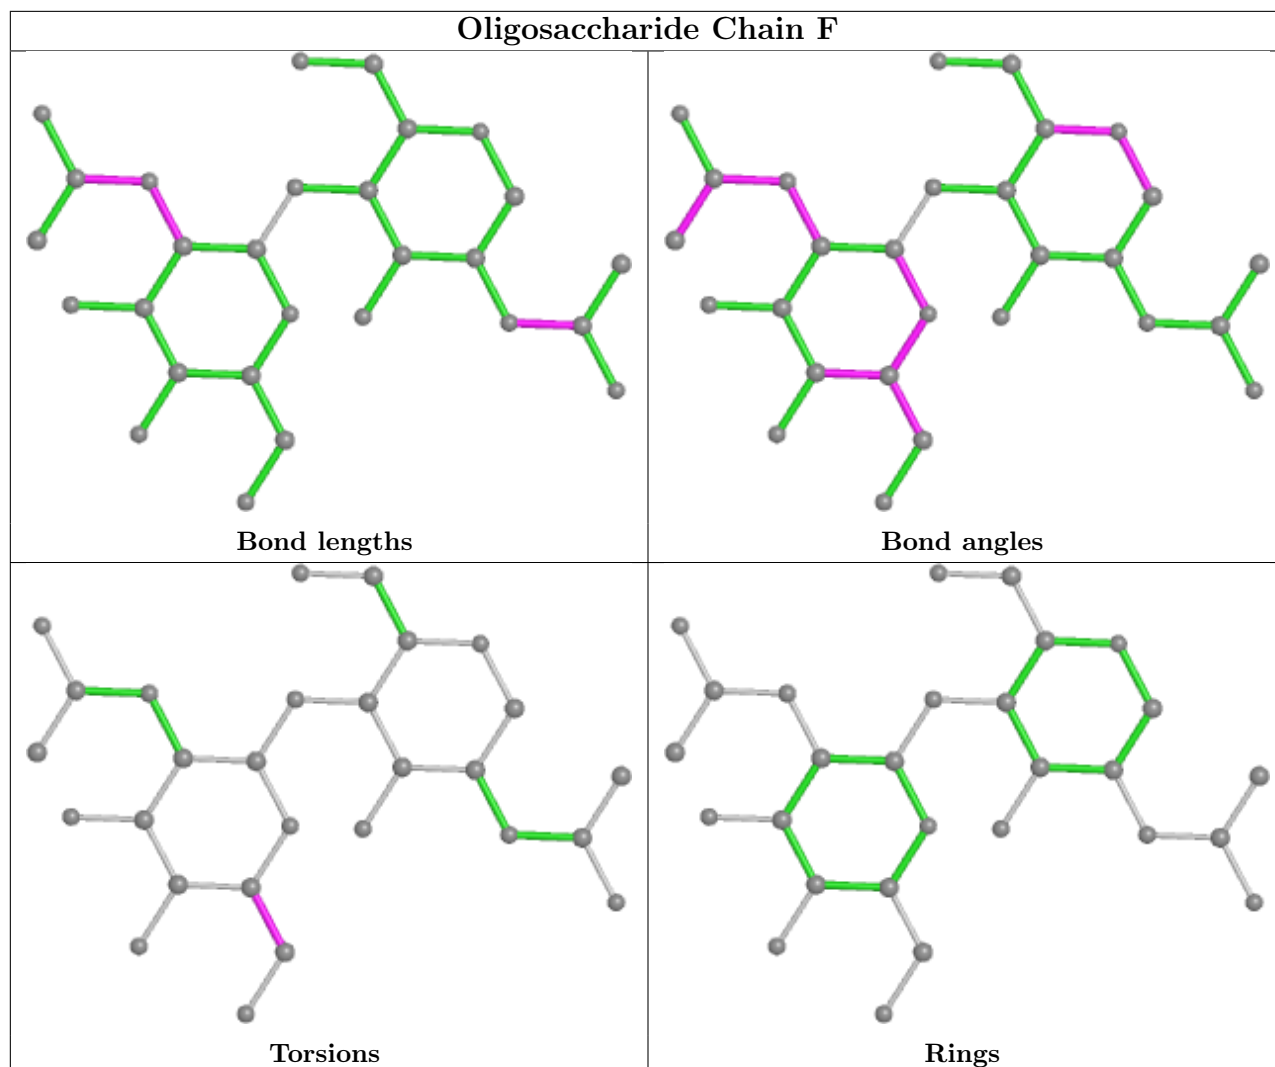 Oligosaccharide Chain F
Bond lengths
Bond angles
Torsions
Rings